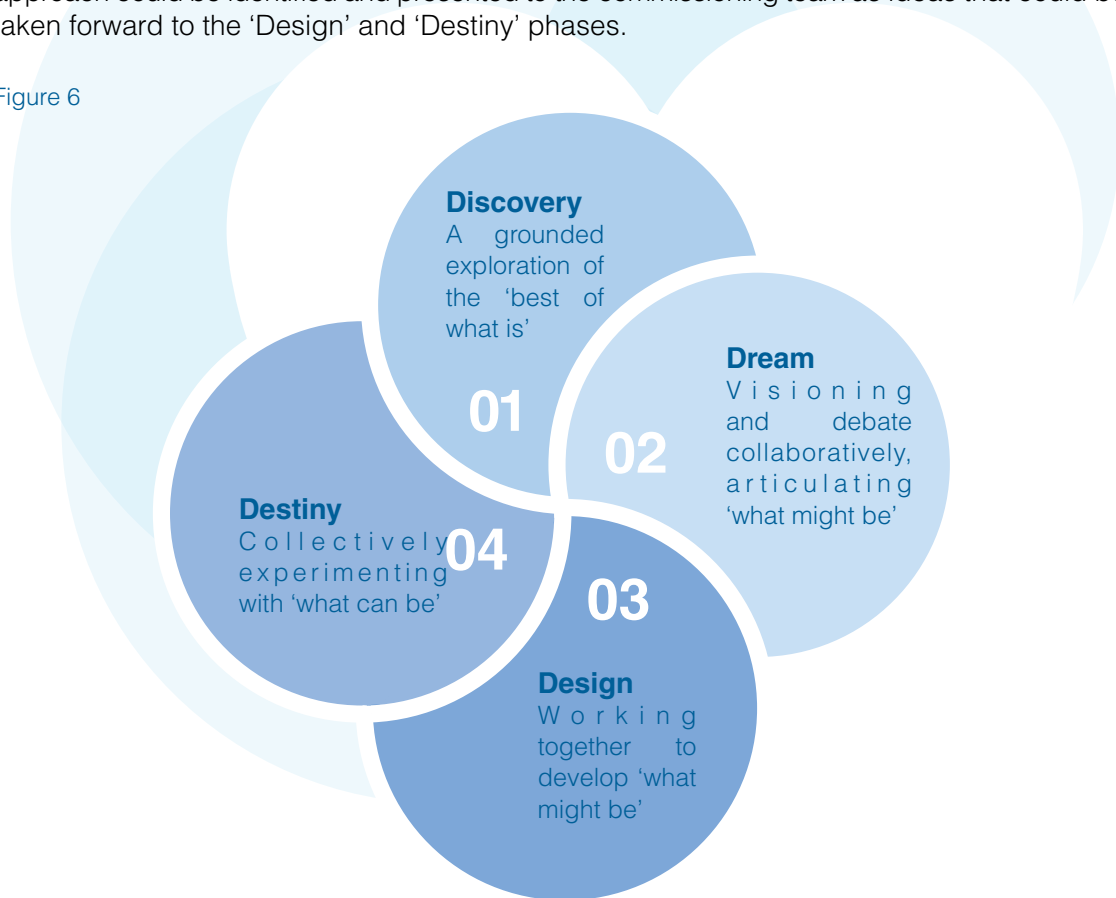 approach could be identified and presented to the commissioning team as ideas that could b
taken forward to the ‘Design’ and ‘Destiny’ phases.
Figure 6
Discovery
A grounded
exploration of
the ‘best of
what is’
01
Dream
Visioning
and debate
collaboratively,
articulating
‘what might be’
02
03
Design
Working
together to
develop ‘what
might be’
Destiny
Collectively
experimenting
with ‘what can be’
04